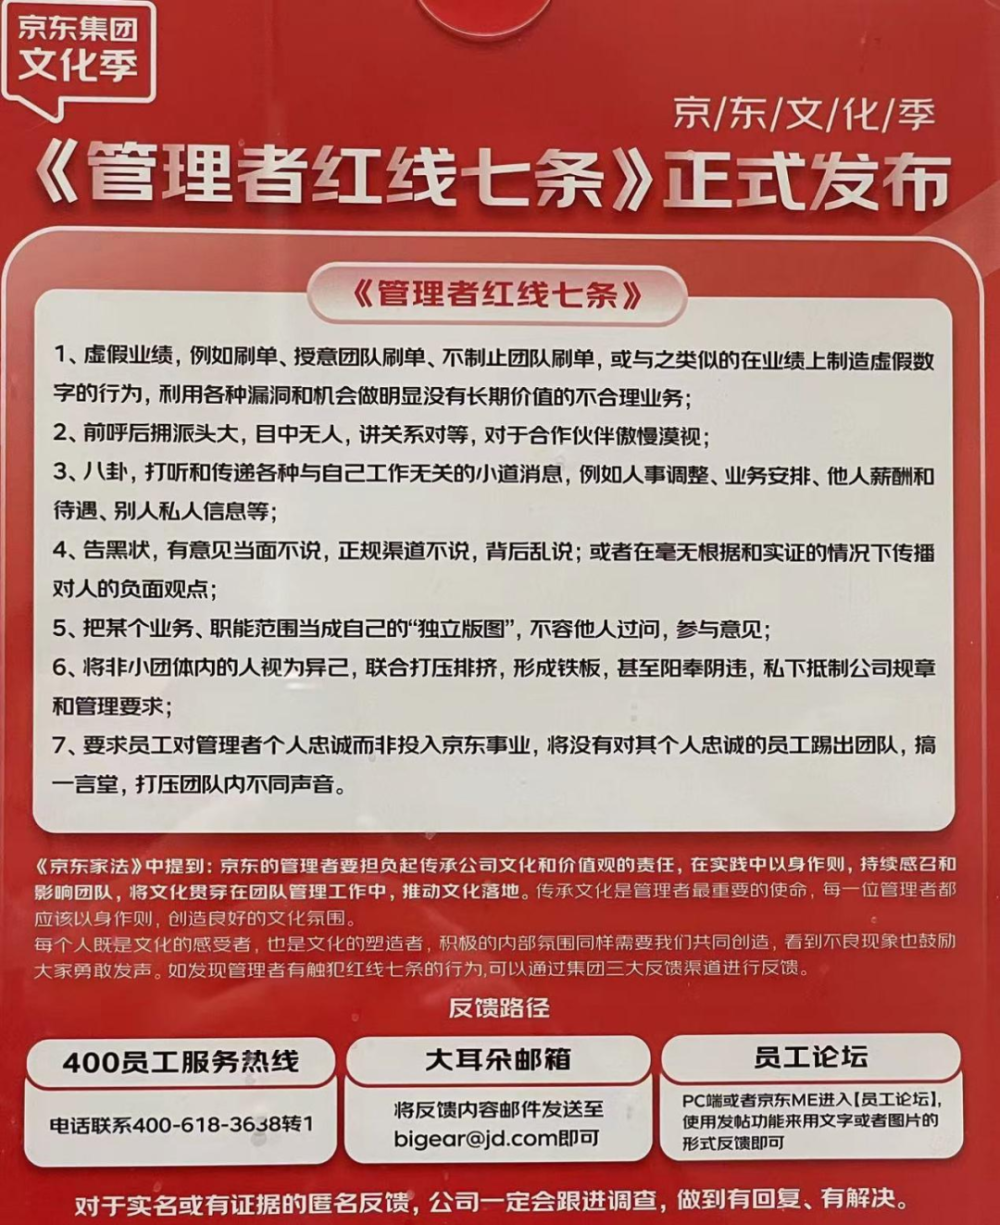 京东集团
文化季
京/东/文/化/季
《管理者红线七条》正式发布
《管理者红线七条》
1、虚假业绩，例如刷单、授意团队刷单、不制止团队刷单，或与之类似的在业绩上制造虚假数
字的行为，利用各种漏洞和机会做明显没有长期价值的不合理业务；
2、前呼后拥派头大，目中无人，讲关系对等，对于合作伙伴傲慢漠视；
3、八卦，打听和传递各种与自己工作无关的小道消息，例如人事调整、业务安排、他人薪酬和
待遇、别人私人信息等；
4、告黑状，有意见当面不说，正规渠道不说，背后乱说；或者在毫无根据和实证的情况下传播
对人的负面观点；
5、把某个业务、职能范围当成自己的“独立版图”，不容他人过问，参与意见；
6、将非小团体内的人视为异己，联合打压排挤，形成铁板，甚至阳奉阴违，私下抵制公司规章
和管理要求；
7、要求员工对管理者个人忠诚而非投入京东事业，将没有对其个人忠诚的员工踢出团队，搞
一言堂，打压团队内不同声音。
《京东家法》中提到：京东的管理者要担负起传承公司文化和价值观的责任，在实践中以身作则，持续感召和
影响团队，将文化贯穿在团队管理工作中，推动文化落地。传承文化是管理者最重要的使命，每一位管理者都
应该以身作则，创造良好的文化氛围。
每个人既是文化的感受者，也是文化的塑造者，积极的内部氛围同样需要我们共同创造，看到不良现象也鼓励
大家勇敢发声。如发现管理者有触犯红线七条的行为,可以通过集团三大反馈渠道进行反馈。
反馈路径
400员工服务热线
电话联系400-618-3638转1
大耳朵邮箱
将反馈内容邮件发送至
bigear@jd.com即可
员工论坛
PC端或者京东ME进入【员工论坛】，
使用发帖功能来用文字或者图片的
形式反馈即可
对于实名或有证据的匿名反馈，公司一定会跟进调查，做到有回复、有解决。